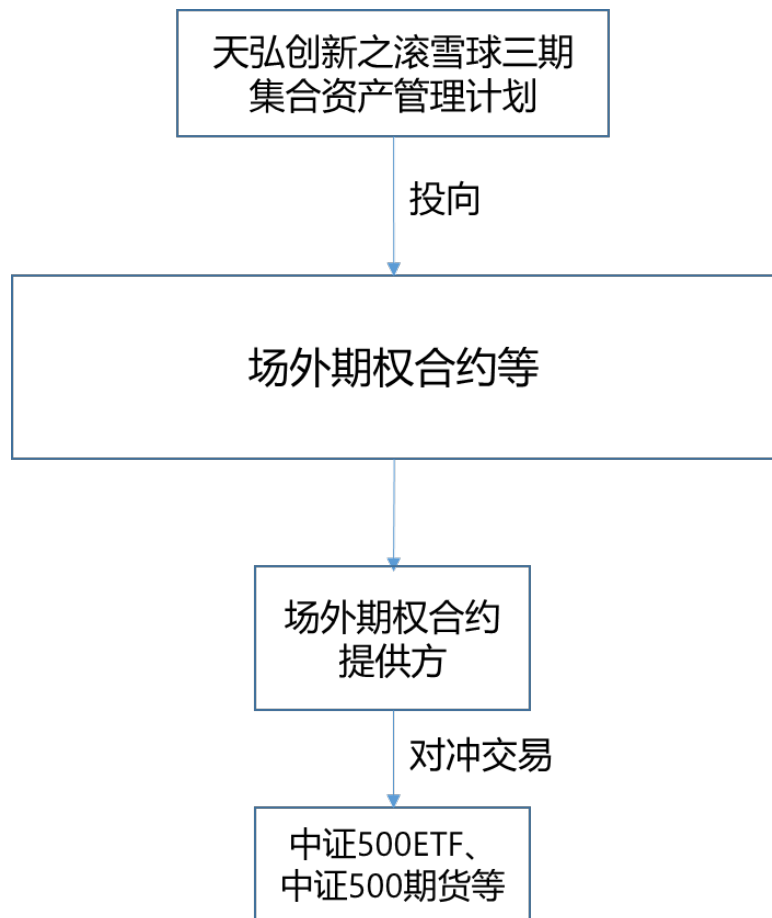 天弘创新之滚雪球三期
集合资产管理计划
投向
场外期权合约等
场外期权合约
提供方
对冲交易
中证500ETF、
中证500期货等